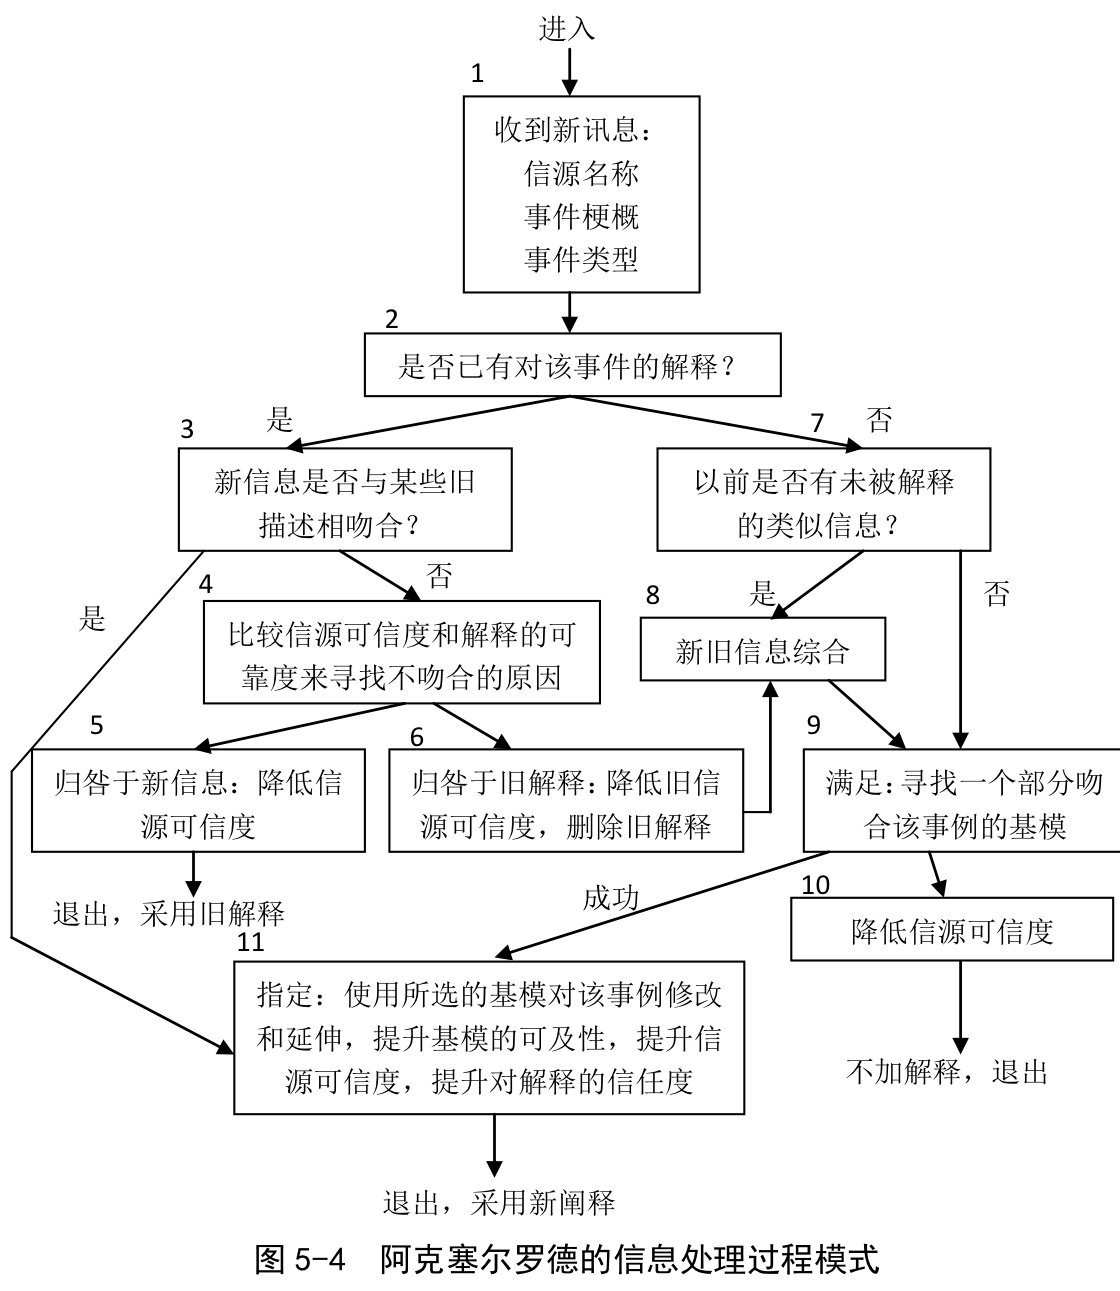 进入
1
收到新讯息：
信源名称
事件梗概
事件类型
2
是否已有对该事件的解释？
是
否
3
新信息是否与某些旧
描述相吻合？
7
以前是否有未被解释
的类似信息？
是
否
4
比较信源可信度和解释的可
靠度来寻找不吻合的原因
是
否
8
新旧信息综合
5
归咎于新信息：降低信
源可信度
6
归咎于旧解释：降低旧信
源可信度，删除旧解释
9
满足：寻找一个部分吻
合该事例的基模
退出，采用旧解释
成功
10
降低信源可信度
11
指定：使用所选的基模对该事例修改
和延伸，提升基模的可及性，提升信
源可信度，提升对解释的信任度
不加解释，退出
退出，采用新阐释
图 5-4 阿克塞尔罗德的信息处理过程模式